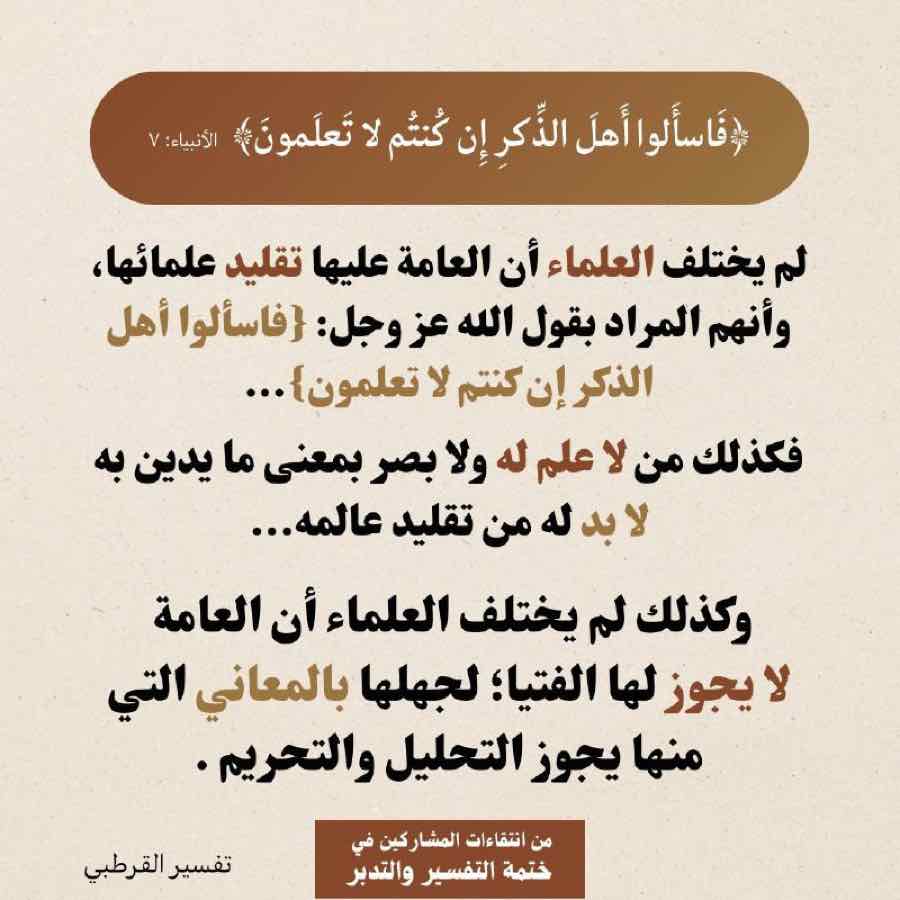 ﴿فَاسأَلوا أَهلَ الذِّكرِ إِن كُنتُم لا تَعلَمونَ﴾ الأنبياء: ٧
لم يختلف العلماء أن العامة عليها تقليد علمائها،
وأنهم المراد بقول الله عز وجل: {فاسألوا أهل
الذكر إن كنتم لا تعلمون}...
فكذلك من لا علم له ولا بصر بمعنى ما يدين به
لا بد له من تقليد عالمه...
وكذلك لم يختلف العلماء أن العامة
لا يجوز لها الفتيا؛ لجهلها بالمعاني التي
منها يجوز التحليل والتحريم .
من انتقاءات المشاركين في
ختمة التفسير والتدبر
تفسير القرطبي